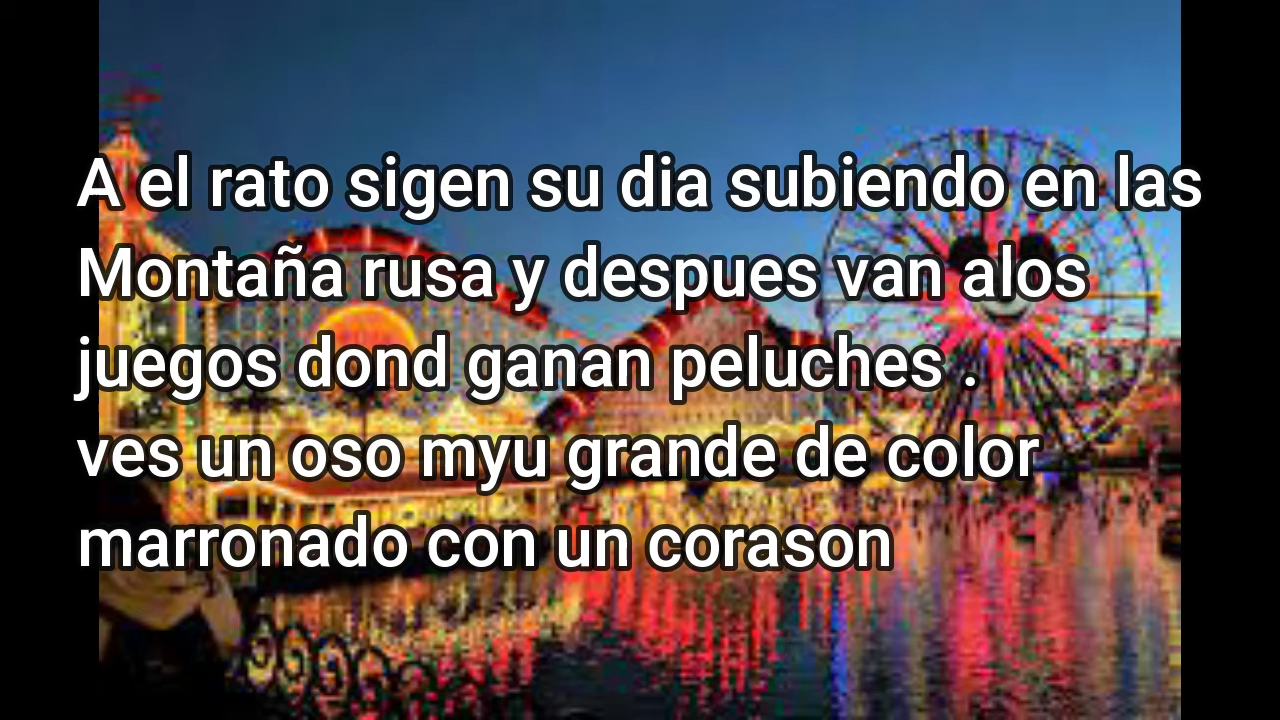 A el rato sigen su dia subiendo en las
Montaña rusa y despues van alos
juegos dond ganan peluches .
ves un oso myu grande de color
marronado con un corason